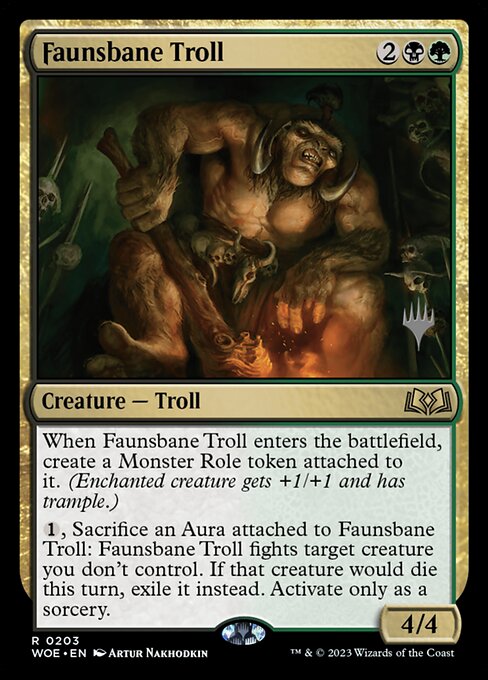 Faunsbane Troll 2
Creature — Troll
When Faunsbane Troll enters the battlefield,
create a Monster Role token attached to
it. (Enchanted creature gets +1/+1 and has
trample.)
1, Sacrifice an Aura attached to Faunsbane
Troll: Faunsbane Troll fights target creature
you don't control. If that creature would die
this turn, exile it instead. Activate only as a
sorcery.
4/4
R 0203
WOE • EN Artur Nakhodkin
™ & © 2023 Wizards of the Coast